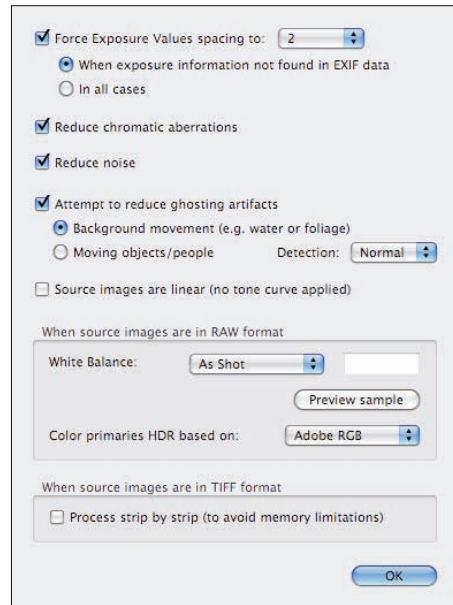 Force Exposure Values spacing to: 2
When exposure information not found in EXIF data
In all cases
Reduce chromatic aberrations
Reduce noise
Attempt to reduce ghosting artifacts
Background movement (e.g. water or foliage)
Moving objects/people Detection: Normal
Source images are linear (no tone curve applied)
When source images are in RAW format
White Balance: As Shot
Preview sample
Color primaries HDR based on: Adobe RGB
When source images are in TIFF format
Process strip by strip (to avoid memory limitations)
OK